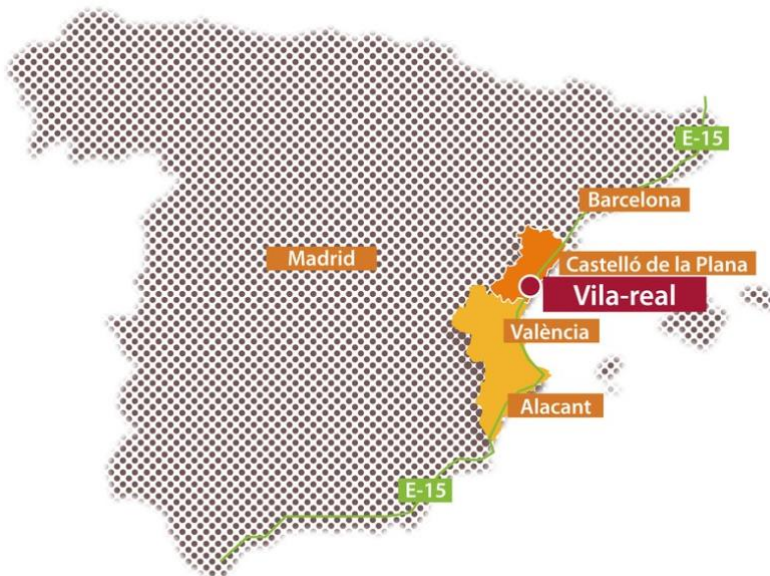 E-15
Barcelona
Madrid
Castelló de la Plana
Vila-real
València
Alacant
E-15